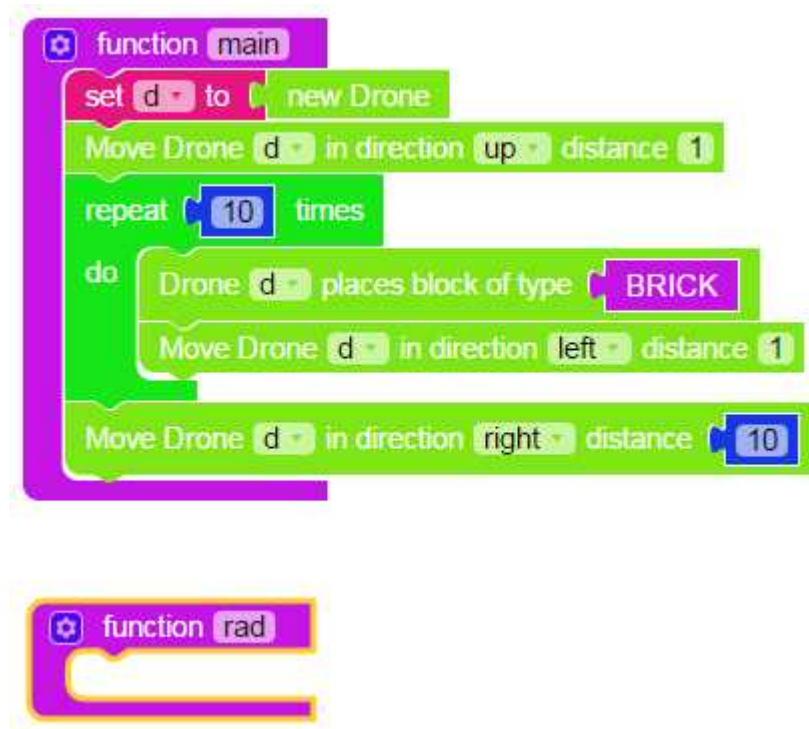 function main
set d to new Drone
Move Drone d in direction up distance 1
repeat 10 times
do
Drone d places block of type BRICK
Move Drone d in direction left distance 1
Move Drone d in direction right distance 10
function rad